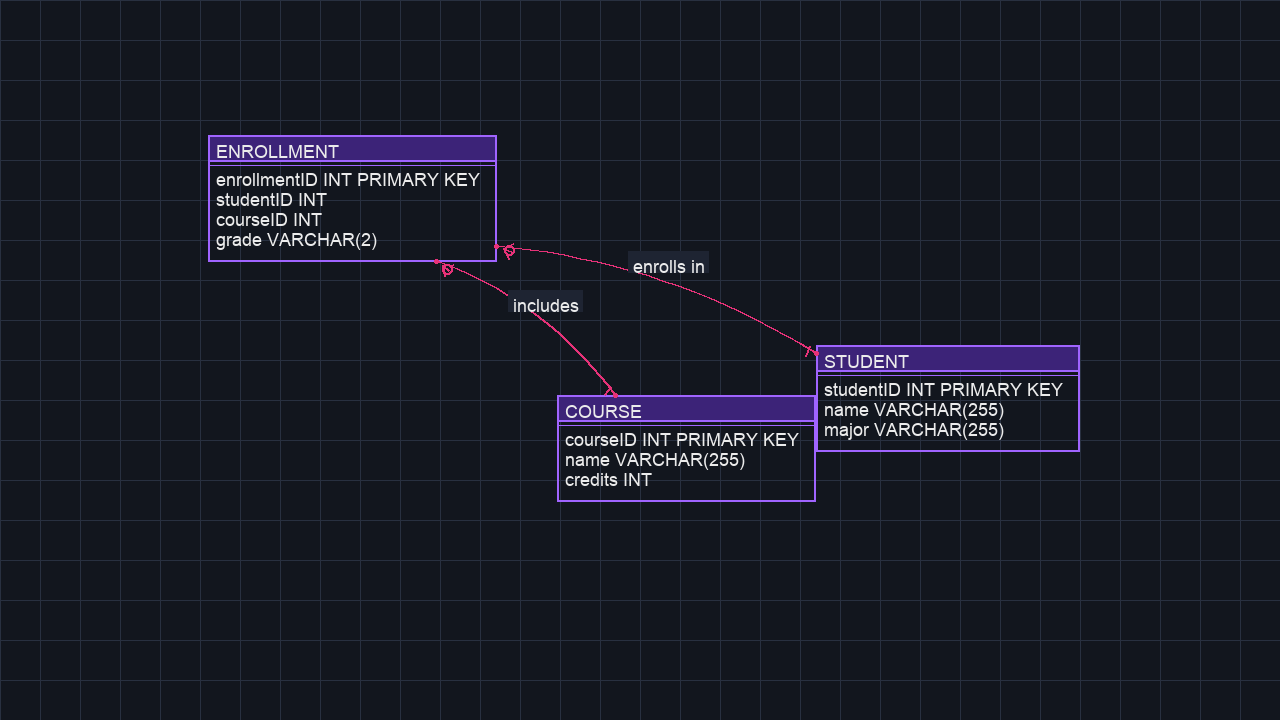 ENROLLMENT
enrollmentID INT PRIMARY KEY
studentID INT
courseID INT
grade VARCHAR(2)
enrolls in
includes
STUDENT
studentID INT PRIMARY KEY
name VARCHAR(255)
major VARCHAR(255)
COURSE
courseID INT PRIMARY KEY
name VARCHAR(255)
credits INT